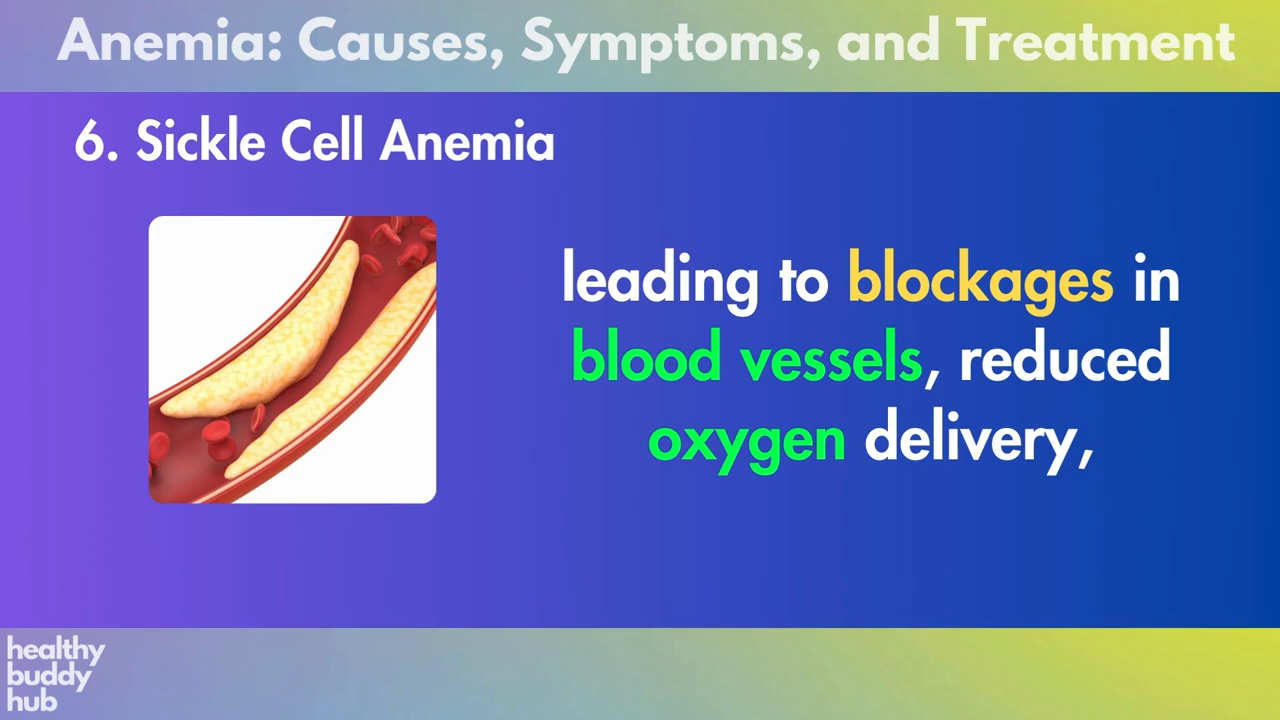 Anemia: Causes, Symptoms, and Treatment
6. Sickle Cell Anemia
leading to blockages in
blood vessels, reduced
oxygen delivery,
healthy
buddy
hub